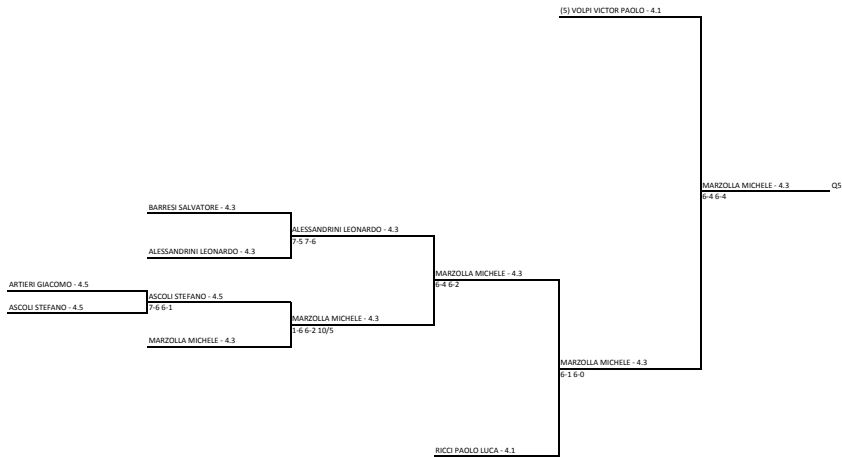 (5) VOLPI VICTOR PAOLO - 4.1
MARZOLLA MICHELE - 4.3
Q5
6-4 6-4
BARRESI SALVATORE - 4.3
ALESSANDRINI LEONARDO - 4.3
7-5 7-6
ALESSANDRINI LEONARDO - 4.3
MARZOLLA MICHELE - 4.3
6-4 6-2
ARTIERI GIACOMO - 4.5
ASCOLI STEFANO - 4.5
7-6 6-1
ASCOLI STEFANO - 4.5
MARZOLLA MICHELE - 4.3
1-6 6-2 10/5
MARZOLLA MICHELE - 4.3
MARZOLLA MICHELE - 4.3
6-1 6-0
RICCI PAOLO LUCA - 4.1